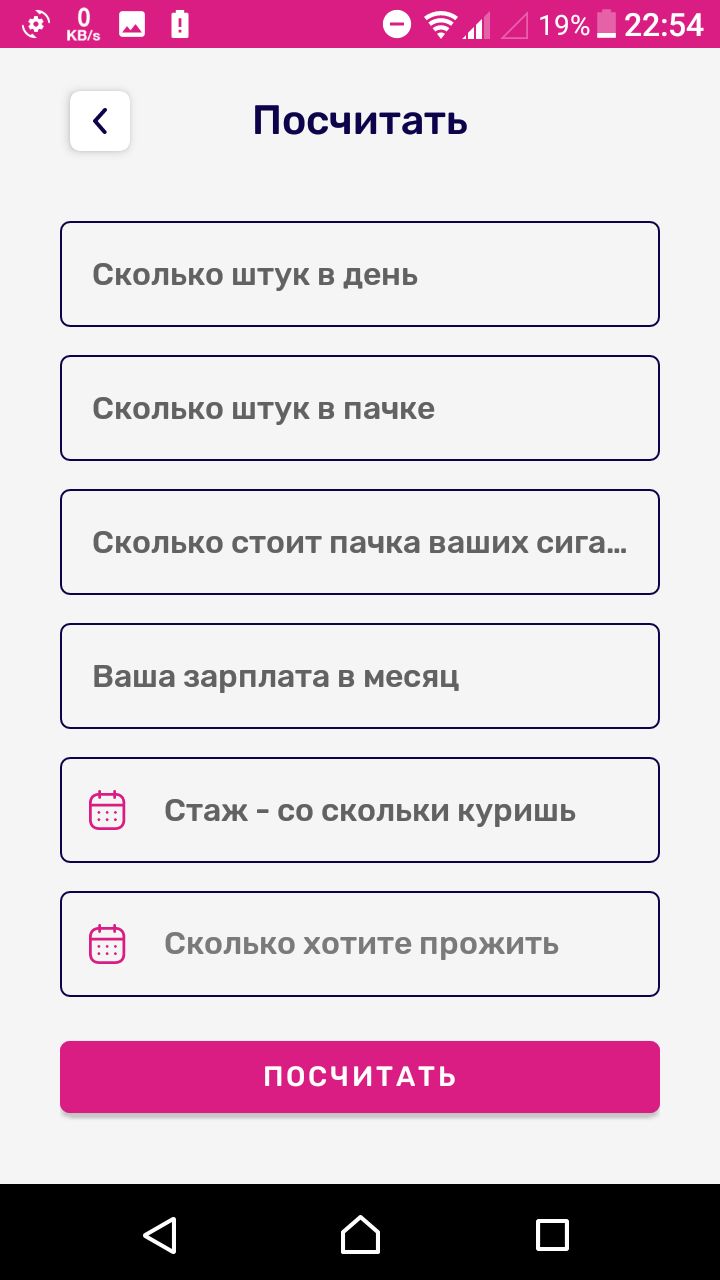 0
KB/s
19%
22:54
Посчитать
Сколько штук в день
Сколько штук в пачке
Сколько стоит пачка ваших сига...
Ваша зарплата в месяц
Стаж - со скольки куришь
Сколько хотите прожить
ПОСЧИТАТЬ